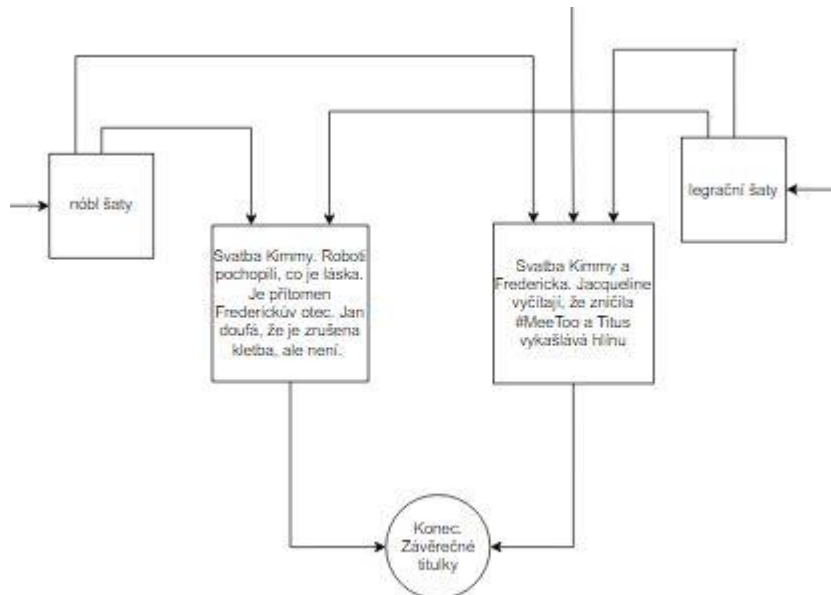 nóbl šaty
legrační šaty
Svatba Kimmy. Roboti
pochopili, co je láska.
Je přítomen
Frederickův otec. Jan
doufá, že je zrušena
kletba, ale není.
Svatba Kimmy a
Fredericka. Jacqueline
vyčítají, že zničila
#MeeToo a Titus
vykašlává hlínu
Konec.
Závěrečné
titulky